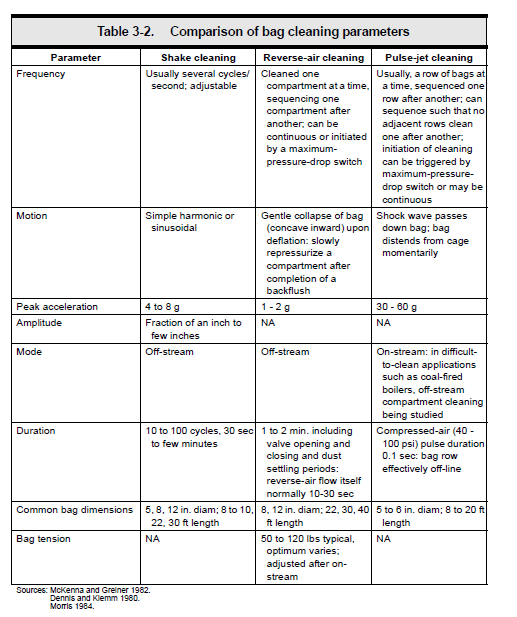 Table 3-2. Comparison of bag cleaning parameters
Parameter
Shake cleaning
Reverse-air cleaning
Pulse-jet cleaning
Frequency
Usually several cycles/
second; adjustable
Cleaned one
compartment at a time,
sequencing one
compartment after
another; can be
continuous or initiated
by a maximum-
pressure-drop switch
Usually, a row of bags at
a time, sequenced one
row after another; can
sequence such that no
adjacent rows clean
one after another;
initiation of cleaning
can be triggered by
maximum-pressure-
drop switch or may be
continuous
Motion
Simple harmonic or
sinusoidal
Gentle collapse of bag
(concave inward) upon
deflation: slowly
repressurize a
compartment after
completion of a
backflush
Shock wave passes
down bag; bag
distends from cage
momentarily
Peak acceleration
4 to 8 g
1 - 2 g
30 - 60 g
Amplitude
Fraction of an inch to
few inches
NA
NA
Mode
Off-stream
Off-stream
On-stream: in difficult-
to-clean applications
such as coal-fired
boilers, off-stream
compartment cleaning
being studied
Duration
10 to 100 cycles, 30 sec
to few minutes
1 to 2 min. including
valve opening and
closing and dust
settling periods:
reverse-air flow itself
normally 10-30 sec
Compressed-air (40 -
100 psi) pulse duration
0.1 sec: bag row
effectively off-line
Common bag dimensions
5, 8, 12 in. diam; 8 to 10,
22, 30 ft length
8, 12 in. diam; 22, 30, 40
ft length
5 to 6 in. diam; 8 to 20 ft
length
Bag tension
NA
50 to 120 lbs typical,
optimum varies;
adjusted after on-
stream
NA
Sources: McKenna and Greiner 1982.
Dennis and Klemm 1980.
Morris 1984.